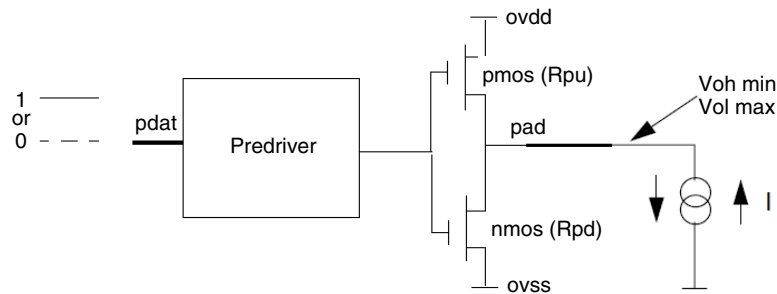 ovdd
pmos (Rpu)
Voh min
Vol max
1
or
0
pdat
Predriver
pad
I
nmos (Rpd)
ovss